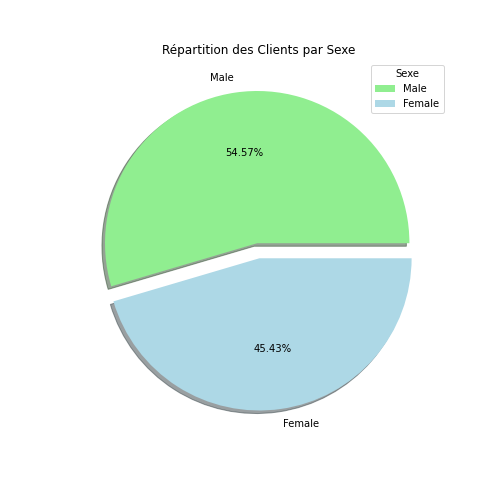 Répartition des Clients par Sexe
Sexe
Male
Female
Male
54.57%
45.43%
Female